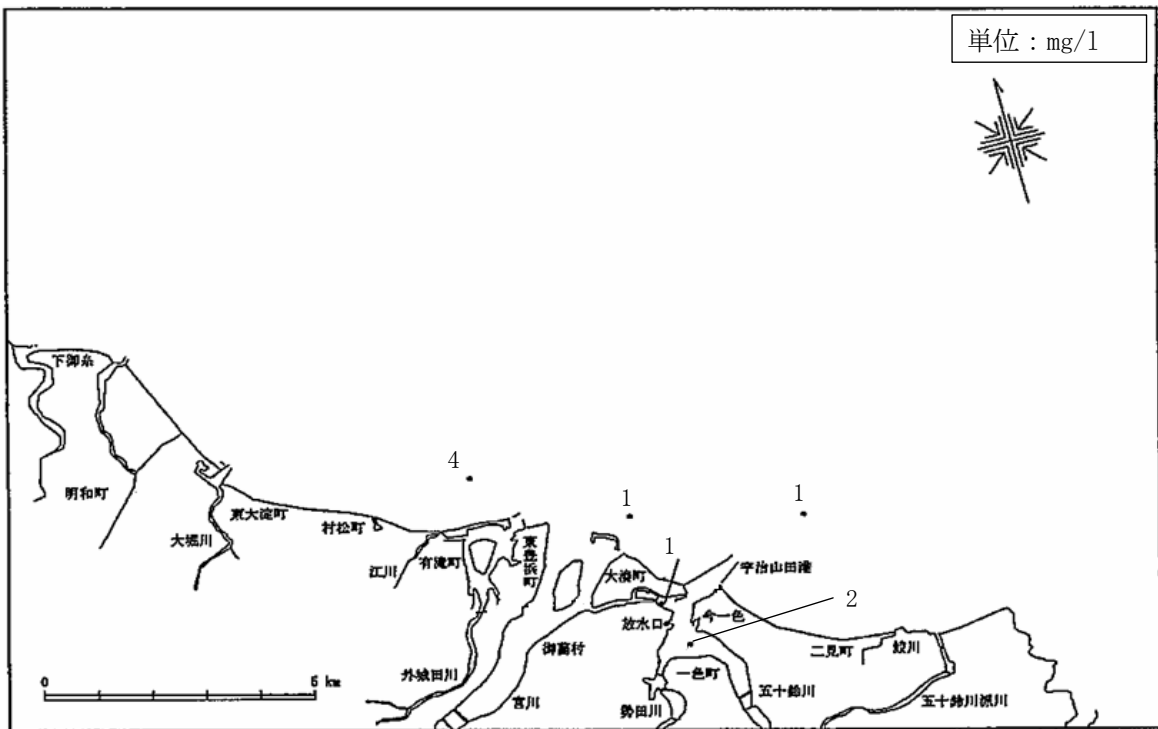 単位：mg/l
下御糸
4
明和町
1
1
東大淀町
村松町
大堀川
江川
有滝町
東豊浜町
大湊町
1
宇治山田港
放水口
今一色
2
御薗村
二見町
鮫川
外城田川
一色町
五十鈴川
五十鈴川派川
宮川
勢田川
0
5 km